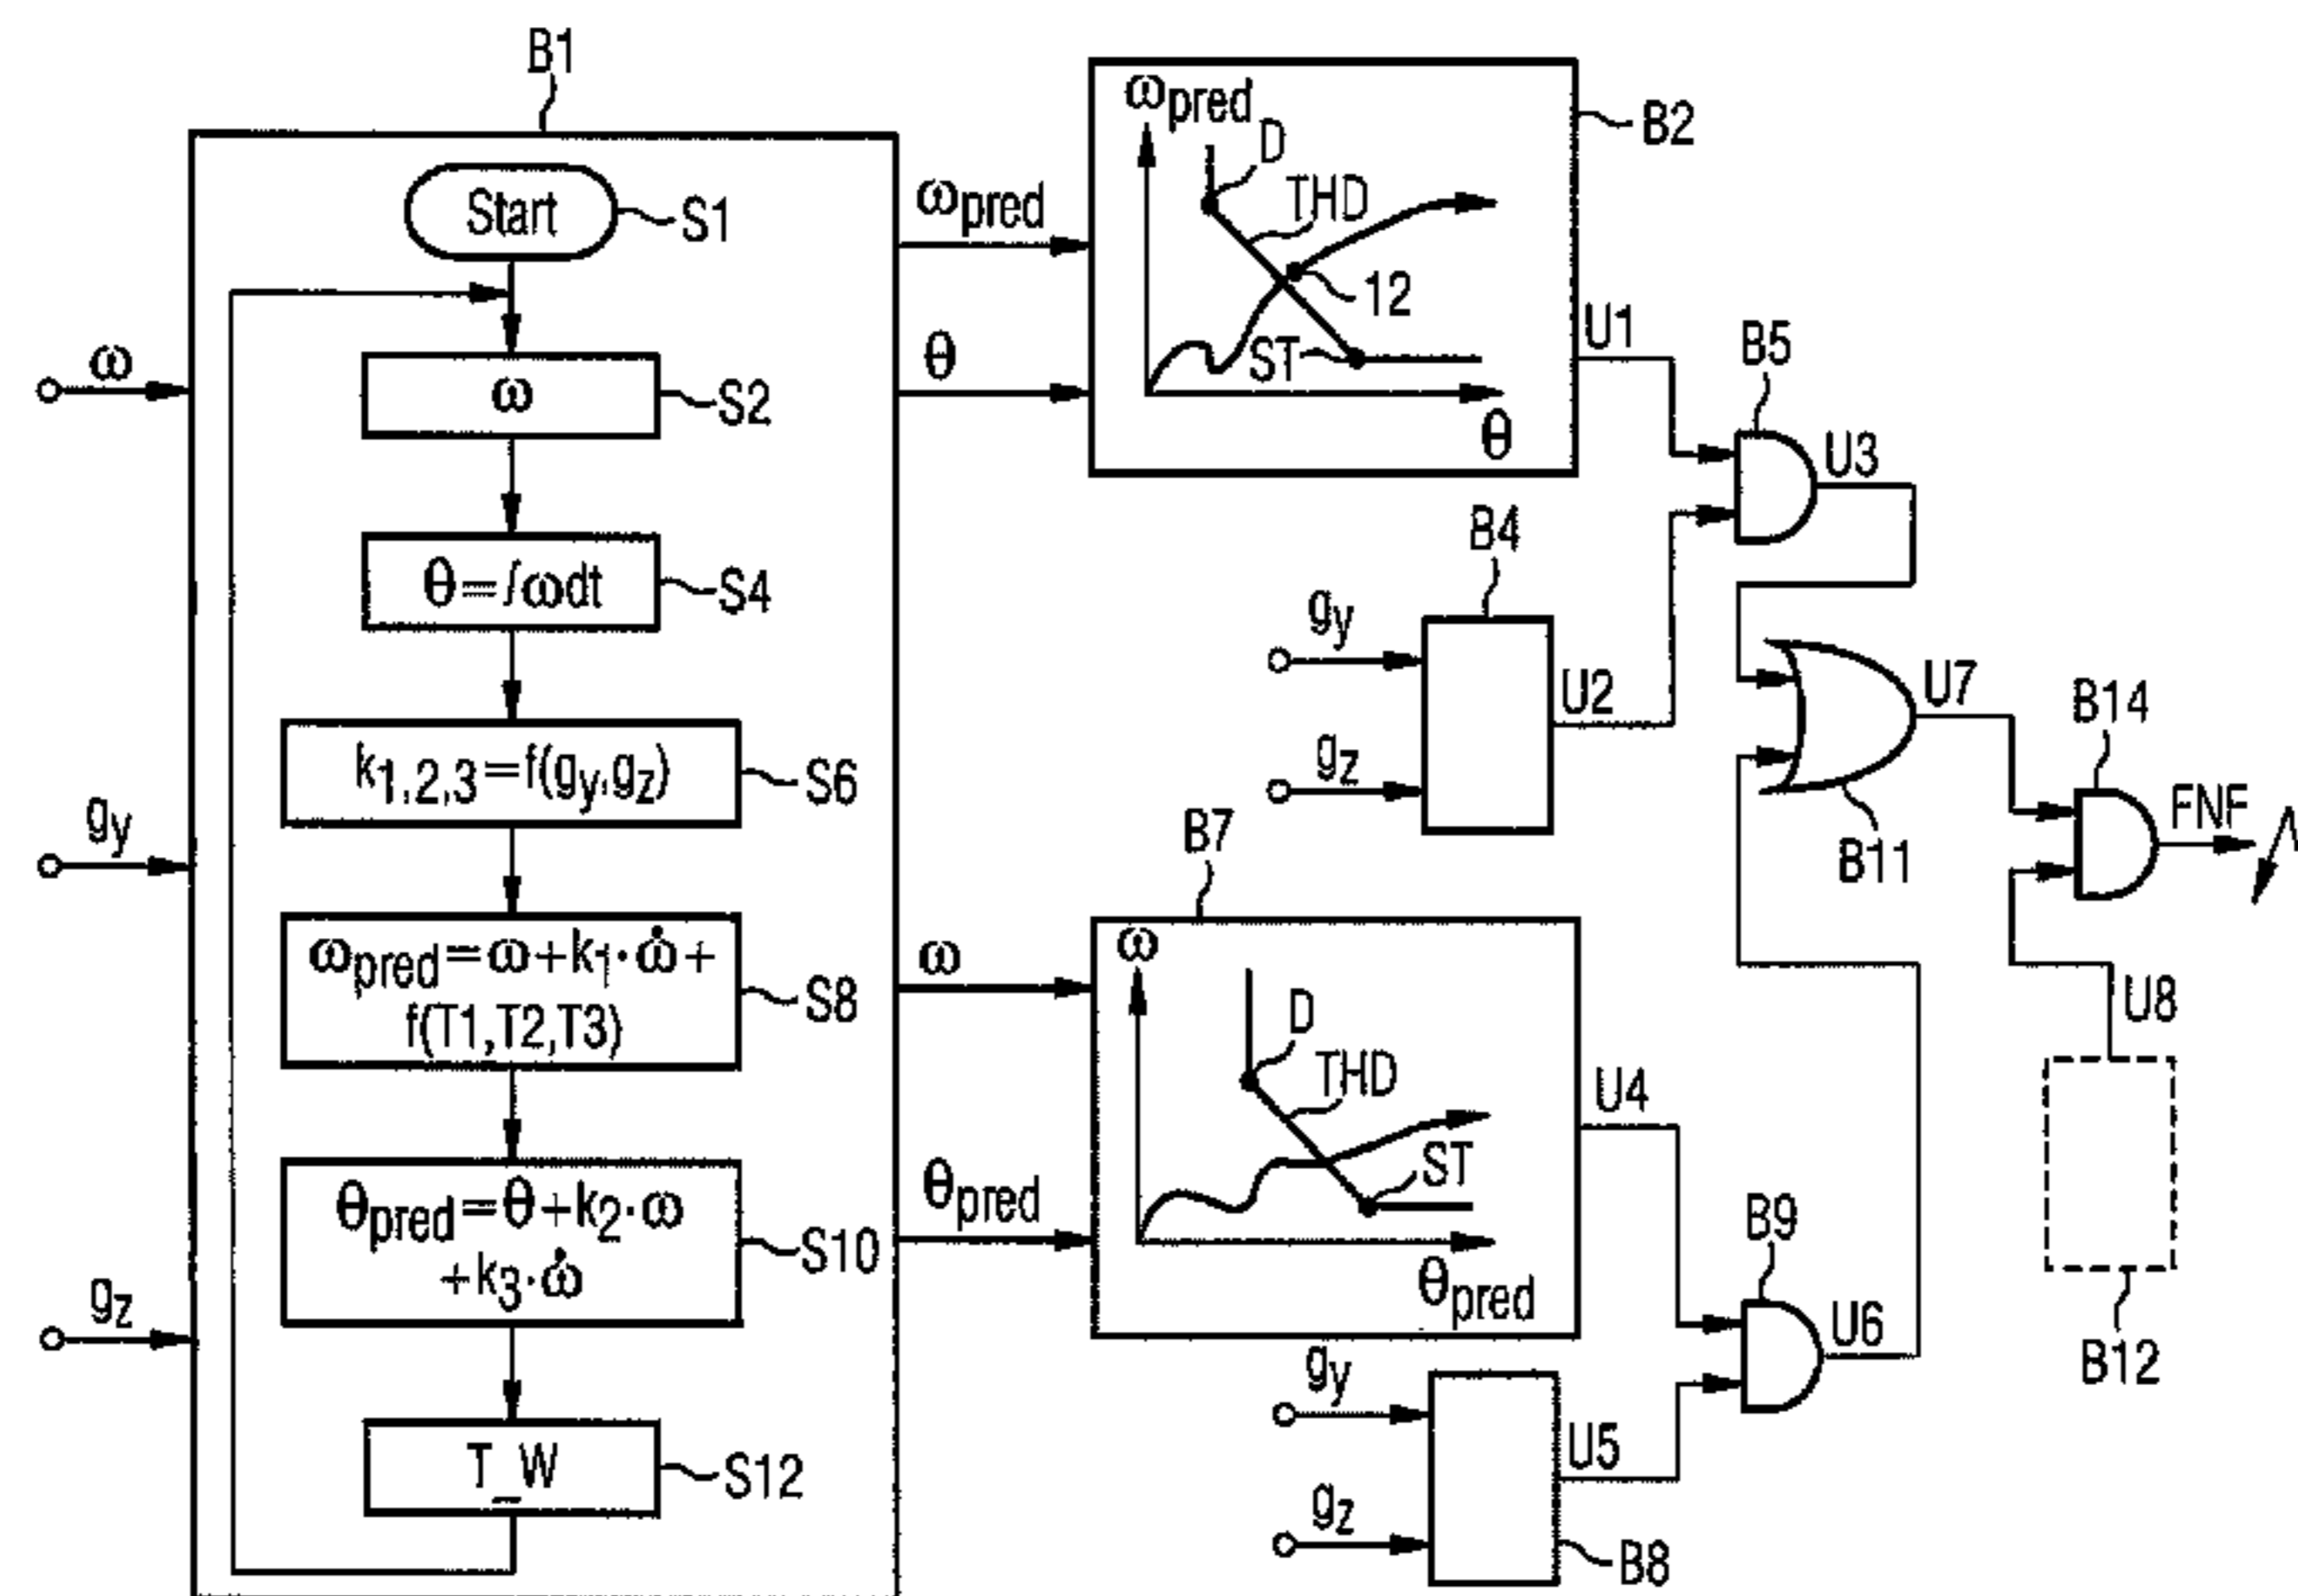 B1
Start
S1
ω
ω
S2
θ=∫ωdt
S4
k1,2,3=f(gy,gz)
S6
gy
ωpred=ω+k1·ω̇+
f(T1,T2,T3)
S8
θpred=θ+k2·ω
+k3·ω̇
S10
gz
T_W
S12
ωpred
θ
ωpred
D
THD
12
ST
θ
B2
U1
B5
U3
B4
gy
gz
U2
U7
B11
B14
FNF
B7
ω
θpred
ω
D
THD
ST
θpred
U4
U8
B12
B9
U6
gy
gz
U5
B8